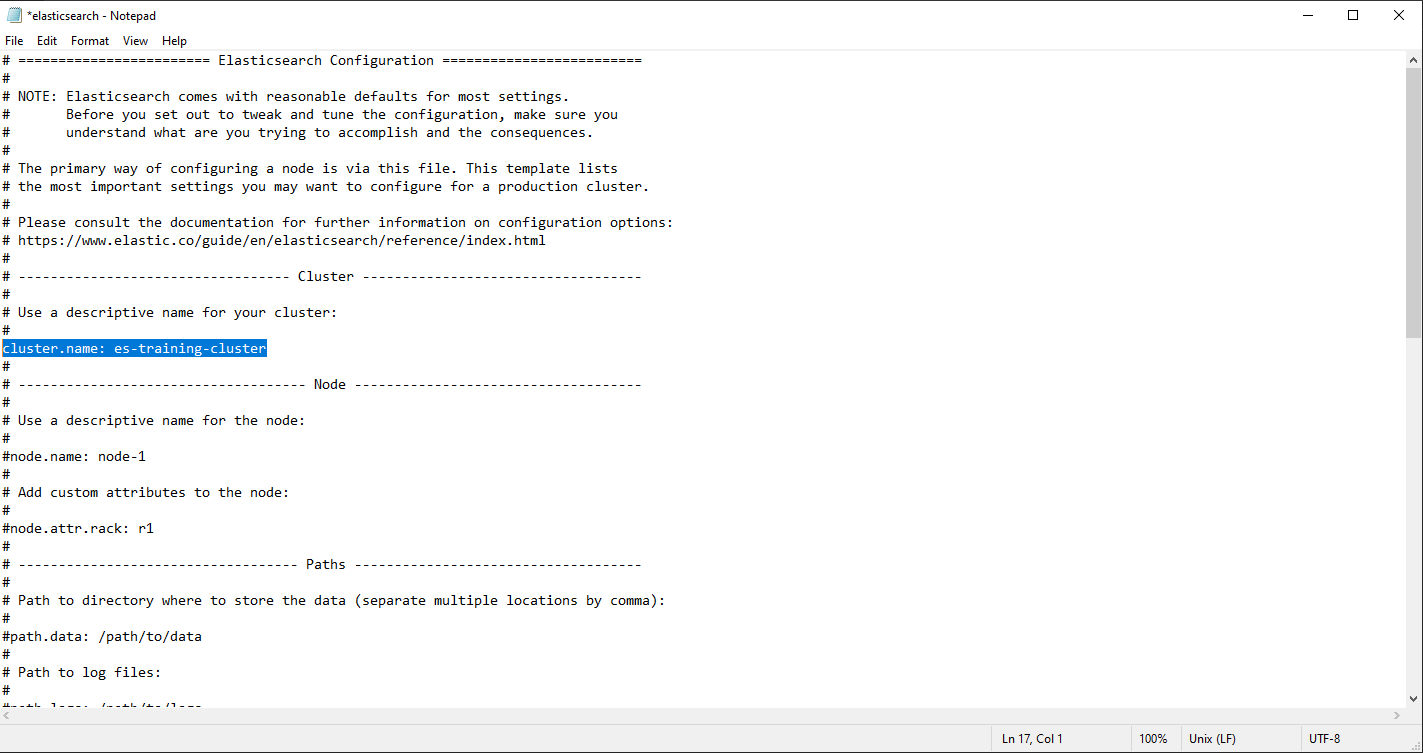 *elasticsearch - Notepad
File Edit Format View Help
# ======================== Elasticsearch Configuration =========================
#
# NOTE: Elasticsearch comes with reasonable defaults for most settings.
#       Before you set out to tweak and tune the configuration, make sure you
#       understand what are you trying to accomplish and the consequences.
#
# The primary way of configuring a node is via this file. This template lists
# the most important settings you may want to configure for a production cluster.
#
# Please consult the documentation for further information on configuration options:
# https://www.elastic.co/guide/en/elasticsearch/reference/index.html
#
# ---------------------------------- Cluster -----------------------------------
#
# Use a descriptive name for your cluster:
#
cluster.name: es-training-cluster
#
# ------------------------------------ Node ------------------------------------
#
# Use a descriptive name for the node:
#
#node.name: node-1
#
# Add custom attributes to the node:
#
#node.attr.rack: r1
#
# ----------------------------------- Paths ------------------------------------
#
# Path to directory where to store the data (separate multiple locations by comma):
#
#path.data: /path/to/data
#
# Path to log files:
#
#path.logs: /path/to/logs
Ln 17, Col 1 100% Unix (LF) UTF-8